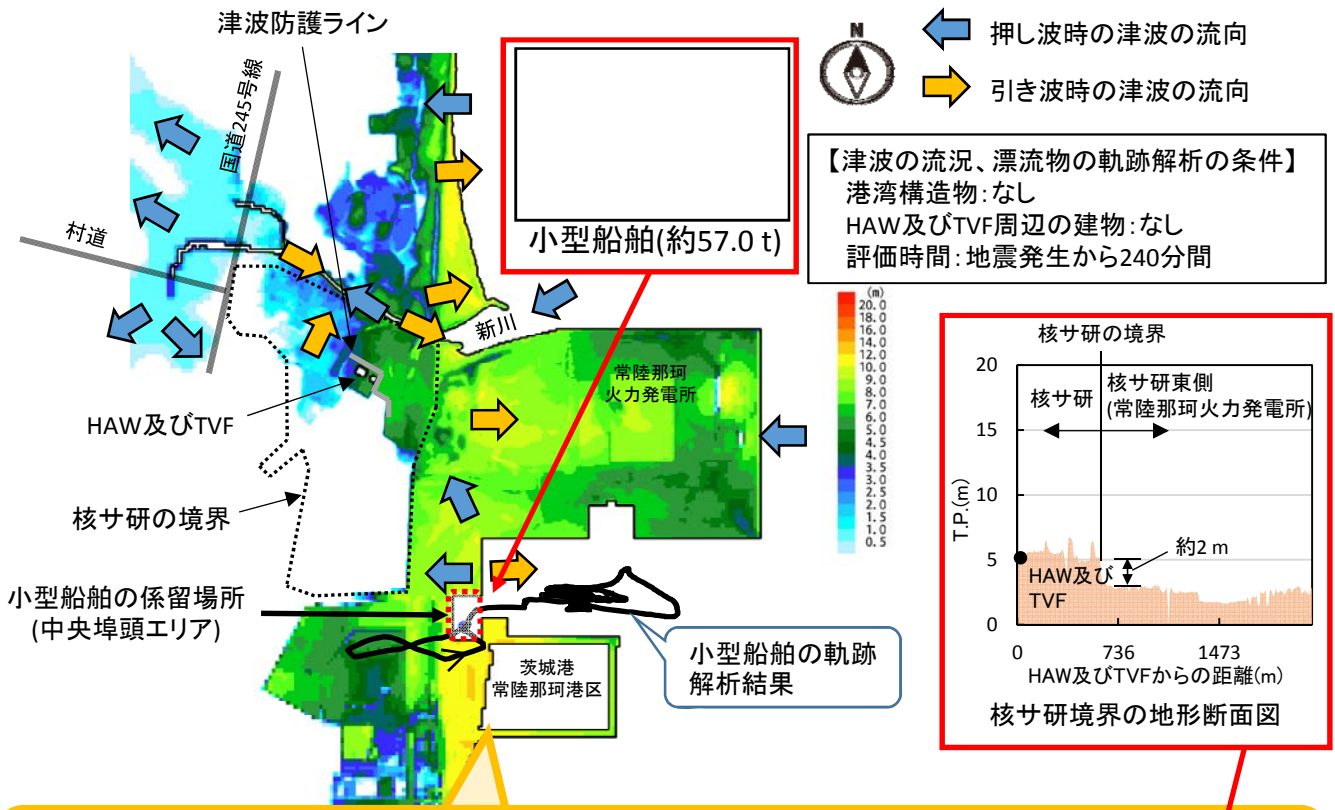 津波防護ライン
N
押し波時の津波の流向
引き波時の津波の流向
国道245号線
村道
小型船舶(約57.0 t)
【津波の流況、漂流物の軌跡解析の条件】
港湾構造物:なし
HAW及びTVF周辺の建物:なし
評価時間:地震発生から240分間
新川
常陸那珂
火力発電所
(m)
20.0
18.0
16.0
14.0
12.0
10.0
9.0
8.0
7.0
6.0
5.0
4.5
4.0
3.5
3.0
2.5
2.0
1.5
1.0
0.5
HAW及びTVF
核サ研の境界
小型船舶の係留場所
(中央埠頭エリア)
茨城港
常陸那珂港区
小型船舶の軌跡
解析結果
核サ研の境界
核サ研
核サ研東側
(常陸那珂火力発電所)
T.P.(m)
20
15
10
5
0
約2 m
HAW及び
TVF
0
736
1473
HAW及びTVFからの距離(m)
核サ研境界の地形断面図